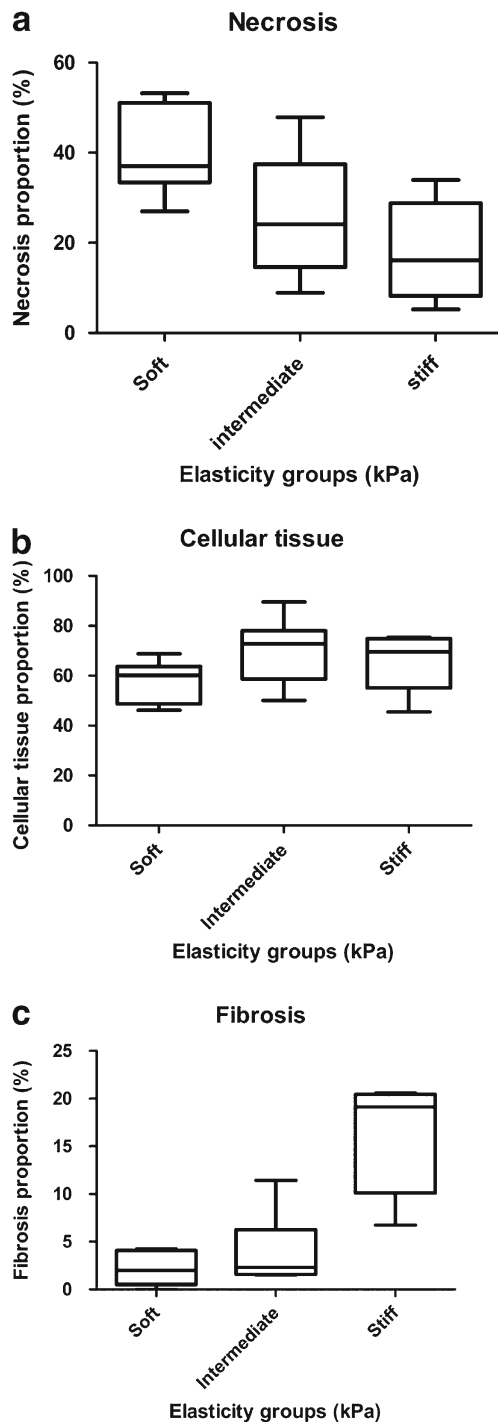 a
Necrosis
Necrosis proportion (%)
60
40
20
0
Soft
intermediate
stiff
Elasticity groups (kPa)
b
Cellular tissue
Cellular tissue proportion (%)
100
80
60
40
20
0
Soft
Intermediate
Stiff
Elasticity groups (kPa)
c
Fibrosis
Fibrosis proportion (%)
25
20
15
10
5
0
Soft
Intermediate
Stiff
Elasticity groups (kPa)